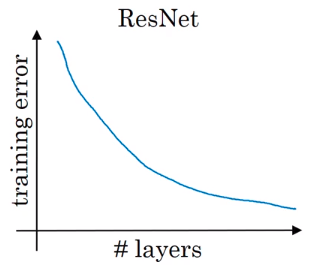 ResNet
training error
# layers